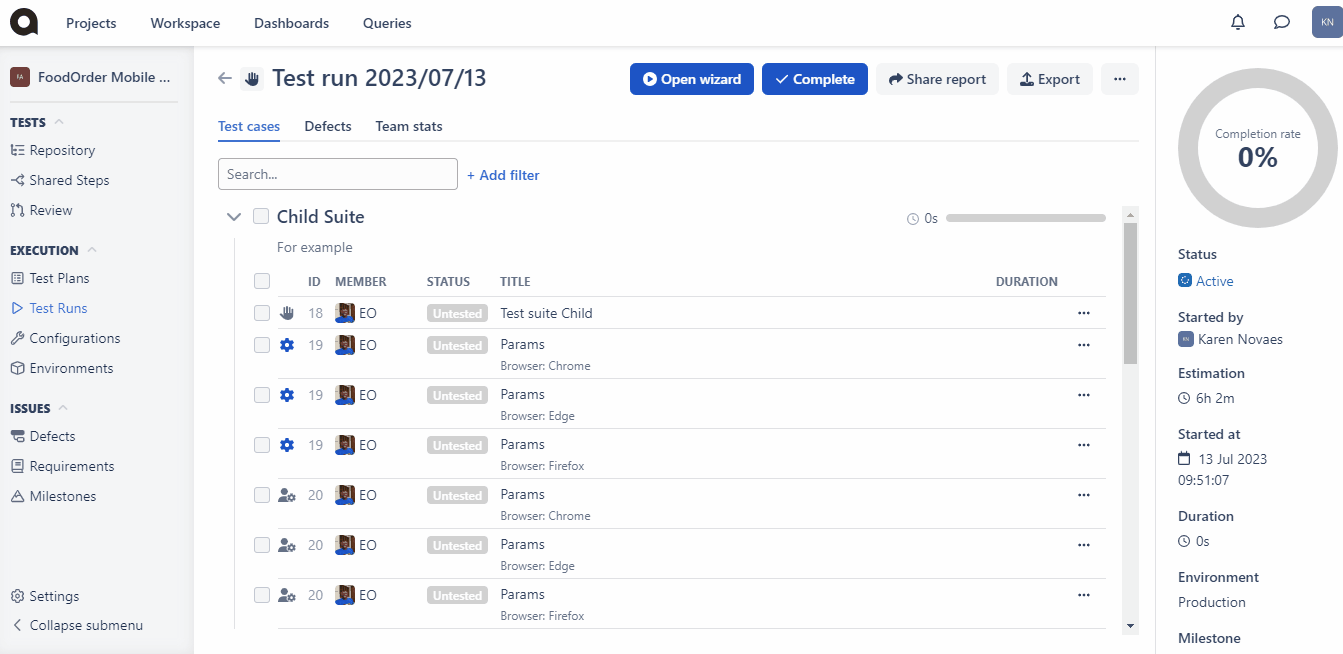 Projects Workspace Dashboards Queries KN
FoodOrder Mobile ...
TESTS
Repository
Shared Steps
Review
EXECUTION
Test Plans
Test Runs
Configurations
Environments
ISSUES
Defects
Requirements
Milestones
Settings
Collapse submenu
Test run 2023/07/13
Open wizard Complete Share report Export ...
Test cases Defects Team stats
Search... + Add filter
Child Suite 0s
For example
ID MEMBER STATUS TITLE DURATION
18 EO Untested Test suite Child ...
19 EO Untested Params ...
Browser: Chrome
19 EO Untested Params ...
Browser: Edge
19 EO Untested Params ...
Browser: Firefox
20 EO Untested Params ...
Browser: Chrome
20 EO Untested Params ...
Browser: Edge
20 EO Untested Params ...
Browser: Firefox
Completion rate
0%
Status
Active
Started by
Karen Novaes
Estimation
6h 2m
Started at
13 Jul 2023
09:51:07
Duration
0s
Environment
Production
Milestone